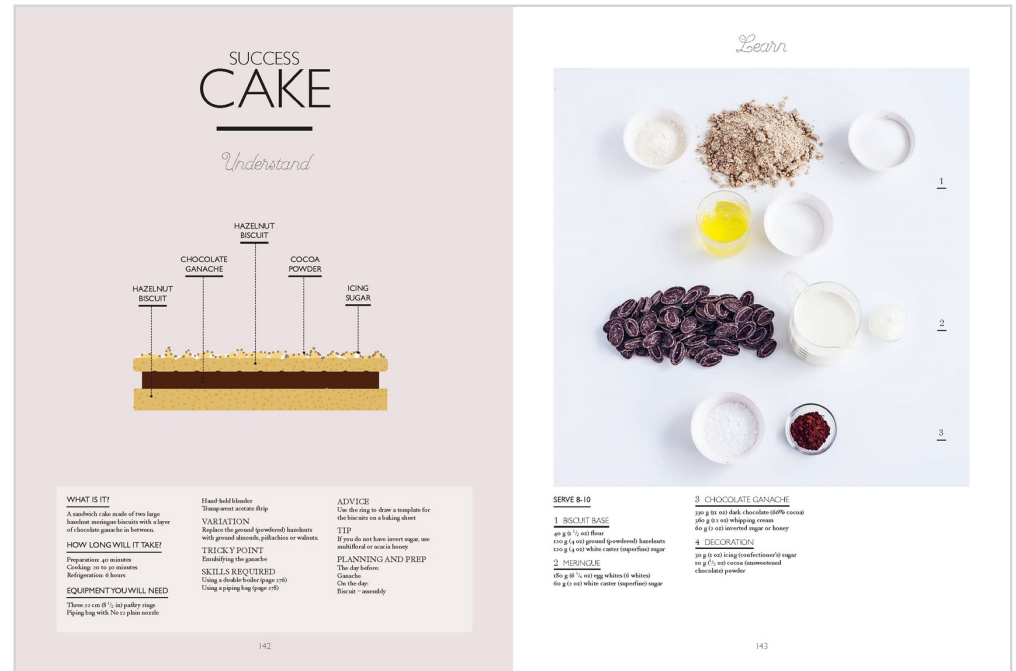 SUCCESS
CAKE
Understand
HAZELNUT
BISCUIT
CHOCOLATE
GANACHE
COCOA
POWDER
HAZELNUT
BISCUIT
ICING
SUGAR
WHAT IS IT?
A sandwich cake made of two large
hazelnut meringue biscuits with a layer
of chocolate ganache in between.
HOW LONG WILL IT TAKE?
Preparation: 40 minutes
Cooking: 20 to 30 minutes
Refrigeration: 6 hours
EQUIPMENT YOU WILL NEED
Three 22 cm (8 1/2 in) pastry rings
Piping bag with No 12 plain nozzle
Hand-held blender
Transparent acetate strip
VARIATION
Replace the ground (powdered) hazelnuts
with ground almonds, pistachios or walnuts.
TRICKY POINT
Emulsifying the ganache
SKILLS REQUIRED
Using a double boiler (page 276)
Using a piping bag (page 278)
ADVICE
Use the ring to draw a template for
the biscuits on a baking sheet
TIP
If you do not have invert sugar, use
multifloral or acacia honey.
PLANNING AND PREP
The day before:
Ganache
On the day:
Biscuit – assembly
142
Learn
1
2
3
SERVE 8-10
1 BISCUIT BASE
40 g (1 1/2 oz) flour
120 g (4 oz) ground (powdered) hazelnuts
120 g (4 oz) white caster (superfine) sugar
2 MERINGUE
180 g (6 1/4 oz) egg whites (6 whites)
60 g (2 oz) white caster (superfine) sugar
3 CHOCOLATE GANACHE
330 g (11 oz) dark chocolate (66% cocoa)
360 g (12 oz) whipping cream
60 g (2 oz) inverted sugar or honey
4 DECORATION
30 g (1 oz) icing (confectioner's) sugar
10 g (1/2 oz) cocoa (unsweetened
chocolate) powder
143